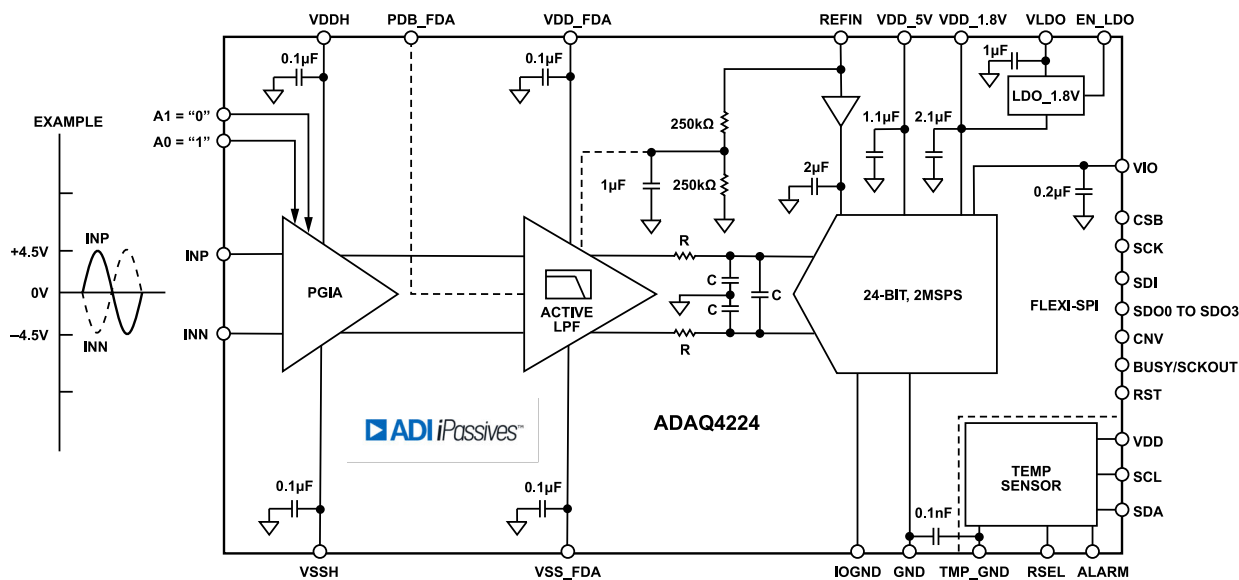 VDDH
PDB_FDA
VDD_FDA
REFIN
VDD_5V
VDD_1.8V
VLDO
EN_LDO
0.1µF
0.1µF
1µF
LDO_1.8V
A1 = “0”
A0 = “1”
EXAMPLE
250kΩ
1.1µF
2.1µF
1µF
250kΩ
2µF
VIO
0.2µF
CSB
SCK
SDI
SDO0 TO SDO3
CNV
BUSY/SCKOUT
RST
FLEXI-SPI
+4.5V
0V
–4.5V
INP
INN
INP
INN
PGIA
ACTIVE
LPF
R
C
C
C
R
24-BIT, 2MSPS
ADI iPassives™
ADAQ4224
VDD
SCL
SDA
TEMP
SENSOR
0.1µF
0.1µF
0.1nF
VSSH
VSS_FDA
IOGND
GND
TMP_GND
RSEL
ALARM